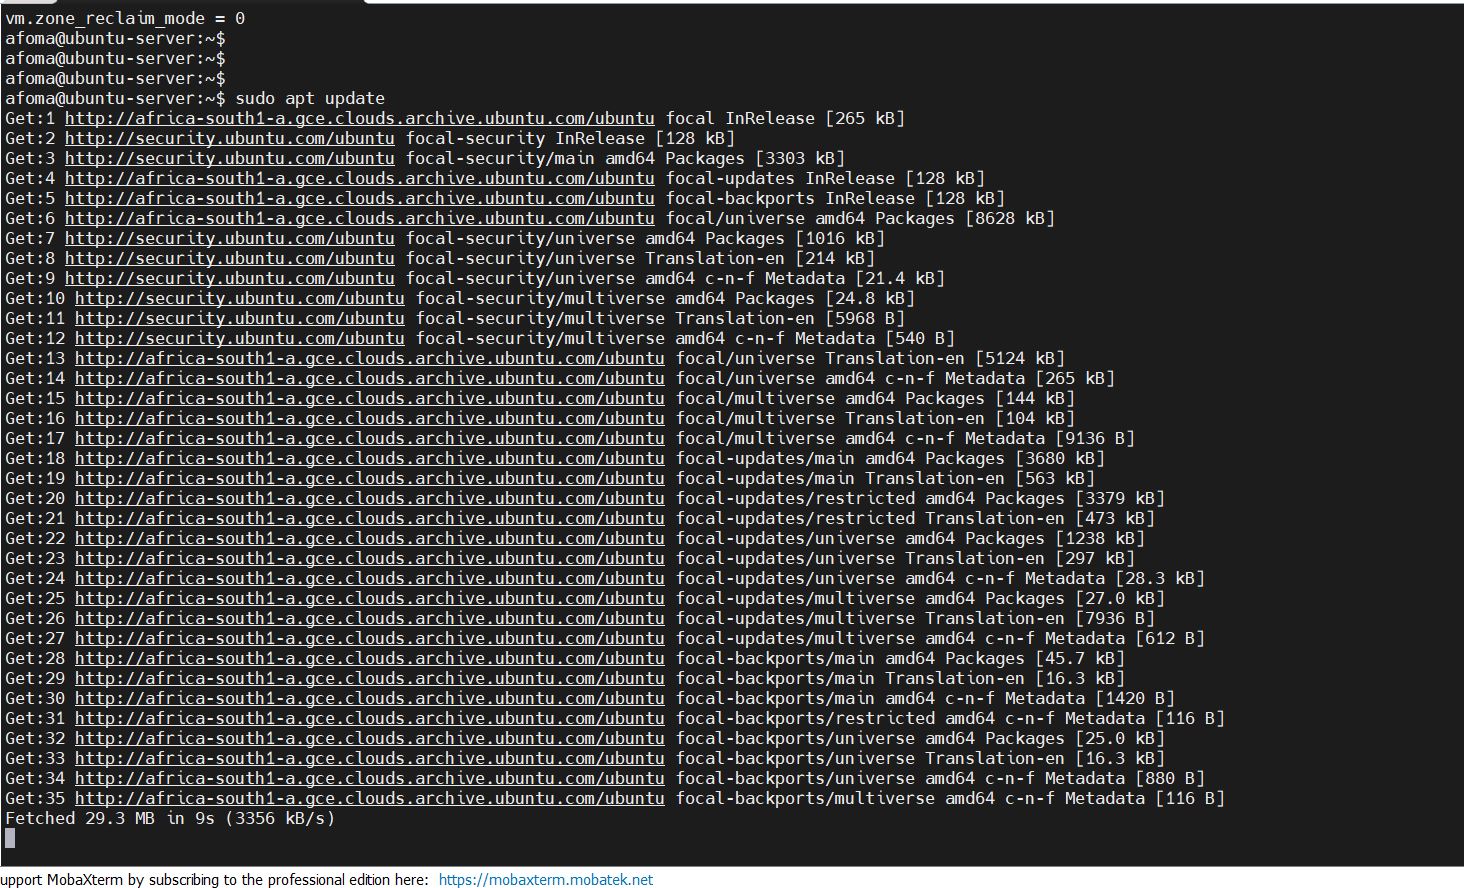 vm.zone_reclaim_mode = 0
afoma@ubuntu-server:~$
afoma@ubuntu-server:~$
afoma@ubuntu-server:~$
afoma@ubuntu-server:~$ sudo apt update
Get:1 http://africa-south1-a.gce.clouds.archive.ubuntu.com/ubuntu focal InRelease [265 kB]
Get:2 http://security.ubuntu.com/ubuntu focal-security InRelease [128 kB]
Get:3 http://security.ubuntu.com/ubuntu focal-security/main amd64 Packages [3303 kB]
Get:4 http://africa-south1-a.gce.clouds.archive.ubuntu.com/ubuntu focal-updates InRelease [128 kB]
Get:5 http://africa-south1-a.gce.clouds.archive.ubuntu.com/ubuntu focal-backports InRelease [128 kB]
Get:6 http://africa-south1-a.gce.clouds.archive.ubuntu.com/ubuntu focal/universe amd64 Packages [8628 kB]
Get:7 http://security.ubuntu.com/ubuntu focal-security/universe amd64 Packages [1016 kB]
Get:8 http://security.ubuntu.com/ubuntu focal-security/universe Translation-en [214 kB]
Get:9 http://security.ubuntu.com/ubuntu focal-security/universe amd64 c-n-f Metadata [21.4 kB]
Get:10 http://security.ubuntu.com/ubuntu focal-security/multiverse amd64 Packages [24.8 kB]
Get:11 http://security.ubuntu.com/ubuntu focal-security/multiverse Translation-en [5968 B]
Get:12 http://security.ubuntu.com/ubuntu focal-security/multiverse amd64 c-n-f Metadata [540 B]
Get:13 http://africa-south1-a.gce.clouds.archive.ubuntu.com/ubuntu focal/universe Translation-en [5124 kB]
Get:14 http://africa-south1-a.gce.clouds.archive.ubuntu.com/ubuntu focal/universe amd64 c-n-f Metadata [265 kB]
Get:15 http://africa-south1-a.gce.clouds.archive.ubuntu.com/ubuntu focal/multiverse amd64 Packages [144 kB]
Get:16 http://africa-south1-a.gce.clouds.archive.ubuntu.com/ubuntu focal/multiverse Translation-en [104 kB]
Get:17 http://africa-south1-a.gce.clouds.archive.ubuntu.com/ubuntu focal/multiverse amd64 c-n-f Metadata [9136 B]
Get:18 http://africa-south1-a.gce.clouds.archive.ubuntu.com/ubuntu focal-updates/main amd64 Packages [3680 kB]
Get:19 http://africa-south1-a.gce.clouds.archive.ubuntu.com/ubuntu focal-updates/main Translation-en [563 kB]
Get:20 http://africa-south1-a.gce.clouds.archive.ubuntu.com/ubuntu focal-updates/restricted amd64 Packages [3379 kB]
Get:21 http://africa-south1-a.gce.clouds.archive.ubuntu.com/ubuntu focal-updates/restricted Translation-en [473 kB]
Get:22 http://africa-south1-a.gce.clouds.archive.ubuntu.com/ubuntu focal-updates/universe amd64 Packages [1238 kB]
Get:23 http://africa-south1-a.gce.clouds.archive.ubuntu.com/ubuntu focal-updates/universe Translation-en [297 kB]
Get:24 http://africa-south1-a.gce.clouds.archive.ubuntu.com/ubuntu focal-updates/universe amd64 c-n-f Metadata [28.3 kB]
Get:25 http://africa-south1-a.gce.clouds.archive.ubuntu.com/ubuntu focal-updates/multiverse amd64 Packages [27.0 kB]
Get:26 http://africa-south1-a.gce.clouds.archive.ubuntu.com/ubuntu focal-updates/multiverse Translation-en [7936 B]
Get:27 http://africa-south1-a.gce.clouds.archive.ubuntu.com/ubuntu focal-updates/multiverse amd64 c-n-f Metadata [612 B]
Get:28 http://africa-south1-a.gce.clouds.archive.ubuntu.com/ubuntu focal-backports/main amd64 Packages [45.7 kB]
Get:29 http://africa-south1-a.gce.clouds.archive.ubuntu.com/ubuntu focal-backports/main Translation-en [16.3 kB]
Get:30 http://africa-south1-a.gce.clouds.archive.ubuntu.com/ubuntu focal-backports/main amd64 c-n-f Metadata [1420 B]
Get:31 http://africa-south1-a.gce.clouds.archive.ubuntu.com/ubuntu focal-backports/restricted amd64 c-n-f Metadata [116 B]
Get:32 http://africa-south1-a.gce.clouds.archive.ubuntu.com/ubuntu focal-backports/universe amd64 Packages [25.0 kB]
Get:33 http://africa-south1-a.gce.clouds.archive.ubuntu.com/ubuntu focal-backports/universe Translation-en [16.3 kB]
Get:34 http://africa-south1-a.gce.clouds.archive.ubuntu.com/ubuntu focal-backports/universe amd64 c-n-f Metadata [880 B]
Get:35 http://africa-south1-a.gce.clouds.archive.ubuntu.com/ubuntu focal-backports/multiverse amd64 c-n-f Metadata [116 B]
Fetched 29.3 MB in 9s (3356 kB/s)
upport MobaXterm by subscribing to the professional edition here: https://mobaxterm.mobatek.net